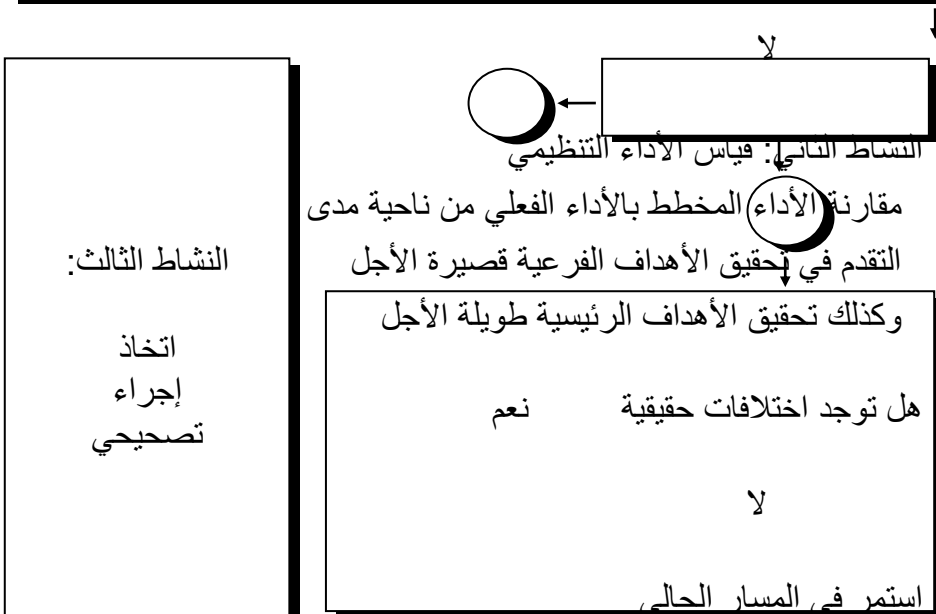 لا
النشاط الثاني: قياس الأداء التنظيمي
مقارنة الأداء المخطط بالأداء الفعلي من ناحية مدى
التقدم في تحقيق الأهداف الفرعية قصيرة الأجل
وكذلك تحقيق الأهداف الرئيسية طويلة الأجل
هل توجد اختلافات حقيقية نعم
لا
استمر في المسار الحالي
النشاط الثالث:
اتخاذ
إجراء
تصحيحي